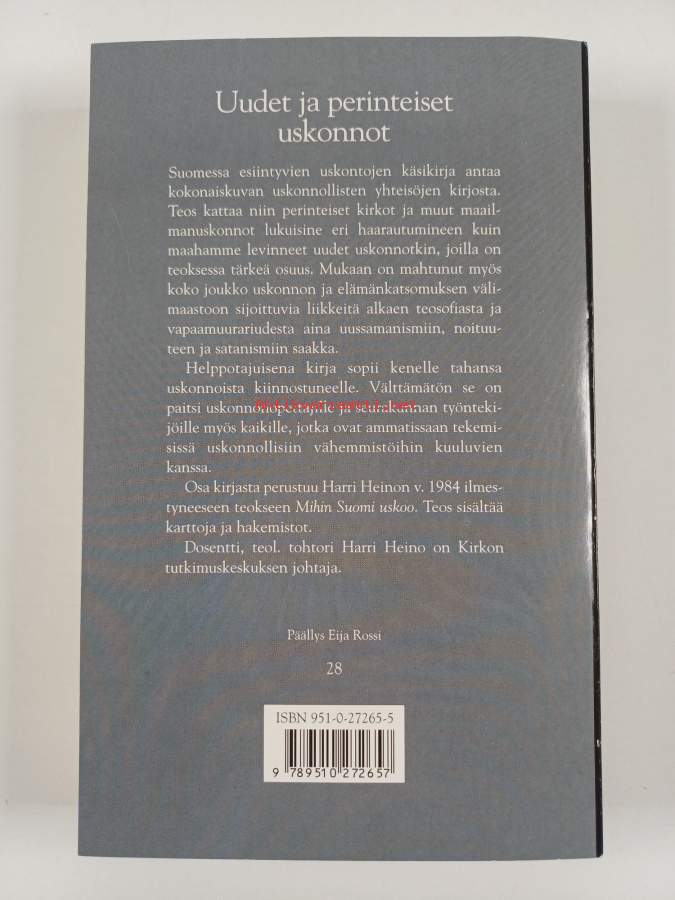 Uudet ja perinteiset
uskonnot
Suomessa esiintyvien uskontojen käsikirja antaa
kokonaiskuvan uskonnollisten yhteisöjen kirjosta.
Teos kattaa niin perinteiset kirkot ja muut maail-
manuskonnot lukuisine eri haarautumineen kuin
maahamme levinneet uudet uskonnotkin, joilla on
teoksessa tärkeä osuus. Mukaan on mahtunut myös
koko joukko uskonnon ja elämänkatsomuksen väli-
maastoon sijoittuvia liikkeitä alkaen teosofiasta ja
vapaamuurariudesta aina uussamanismiin, noituu-
teen ja satanismiin saakka.
Helppotajuisena kirja sopii kenelle tahansa
uskonnoista kiinnostuneelle. Välttämätön se on
paitsi uskonnonopettajille ja seurakunnan työnteki-
jöille myös kaikille, jotka ovat ammatissaan tekemi-
sissä uskonnollisiin vähemmistöihin kuuluvien
kanssa.
Osa kirjasta perustuu Harri Heinon v. 1984 ilmes-
tyneeseen teokseen Mihin Suomi uskoo. Teos sisältää
karttoja ja hakemistot.
Dosentti, teol. tohtori Harri Heino on Kirkon
tutkimuskeskuksen johtaja.
Päällys Eija Rossi
28
ISBN 951-0-27265-5
9 789510 272657